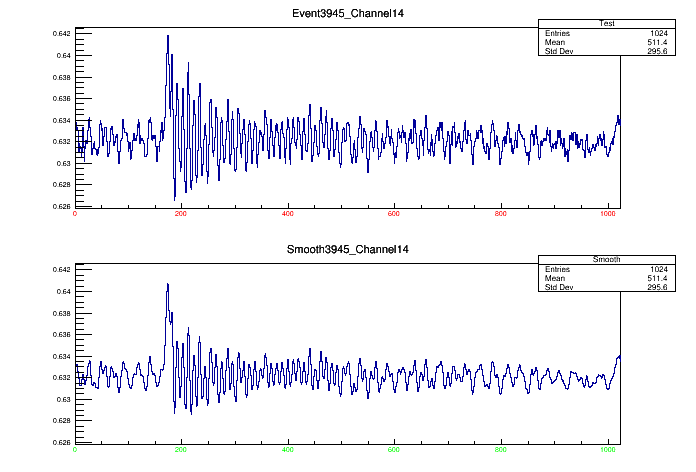 Event3945_Channel14
Test
Entries 1024
Mean 511.4
Std Dev 295.6
0.642
0.64
0.638
0.636
0.634
0.632
0.63
0.628
0.626
0 200 400 600 800 1000
Smooth3945_Channel14
Smooth
Entries 1024
Mean 511.4
Std Dev 295.6
0.642
0.64
0.638
0.636
0.634
0.632
0.63
0.628
0.626
0 200 400 600 800 1000